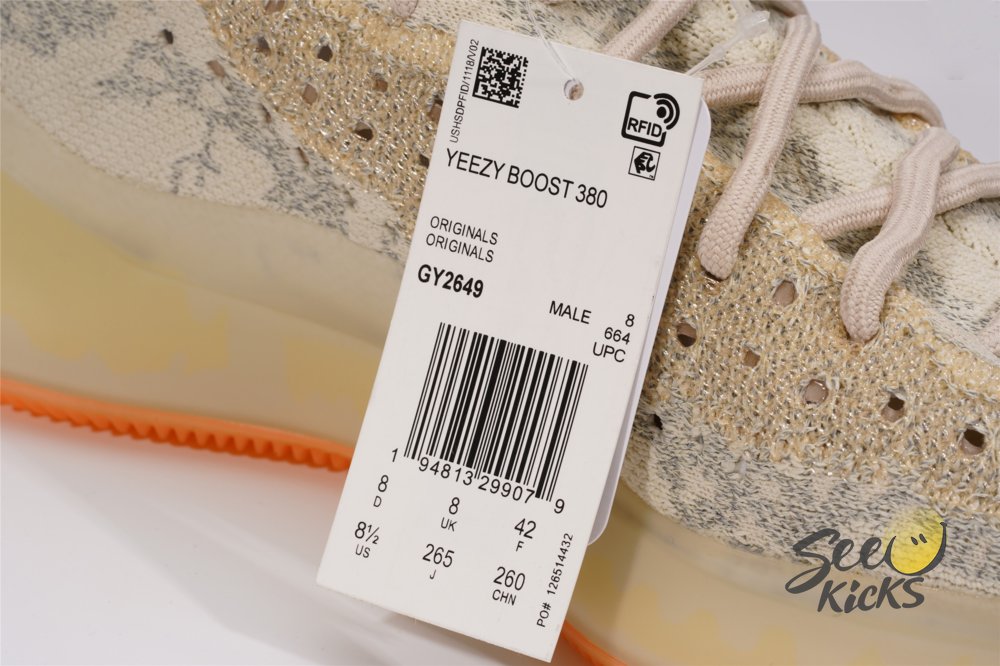 USHSDPFID/1118/V02
RFID
YEEZY BOOST 380
ORIGINALS
ORIGINALS
GY2649
MALE 8
664
UPC
1 94813 29907 9
8 8 42
D UK F
8½ 265 260
US J CHN
PO# 126514432
See
KicKS